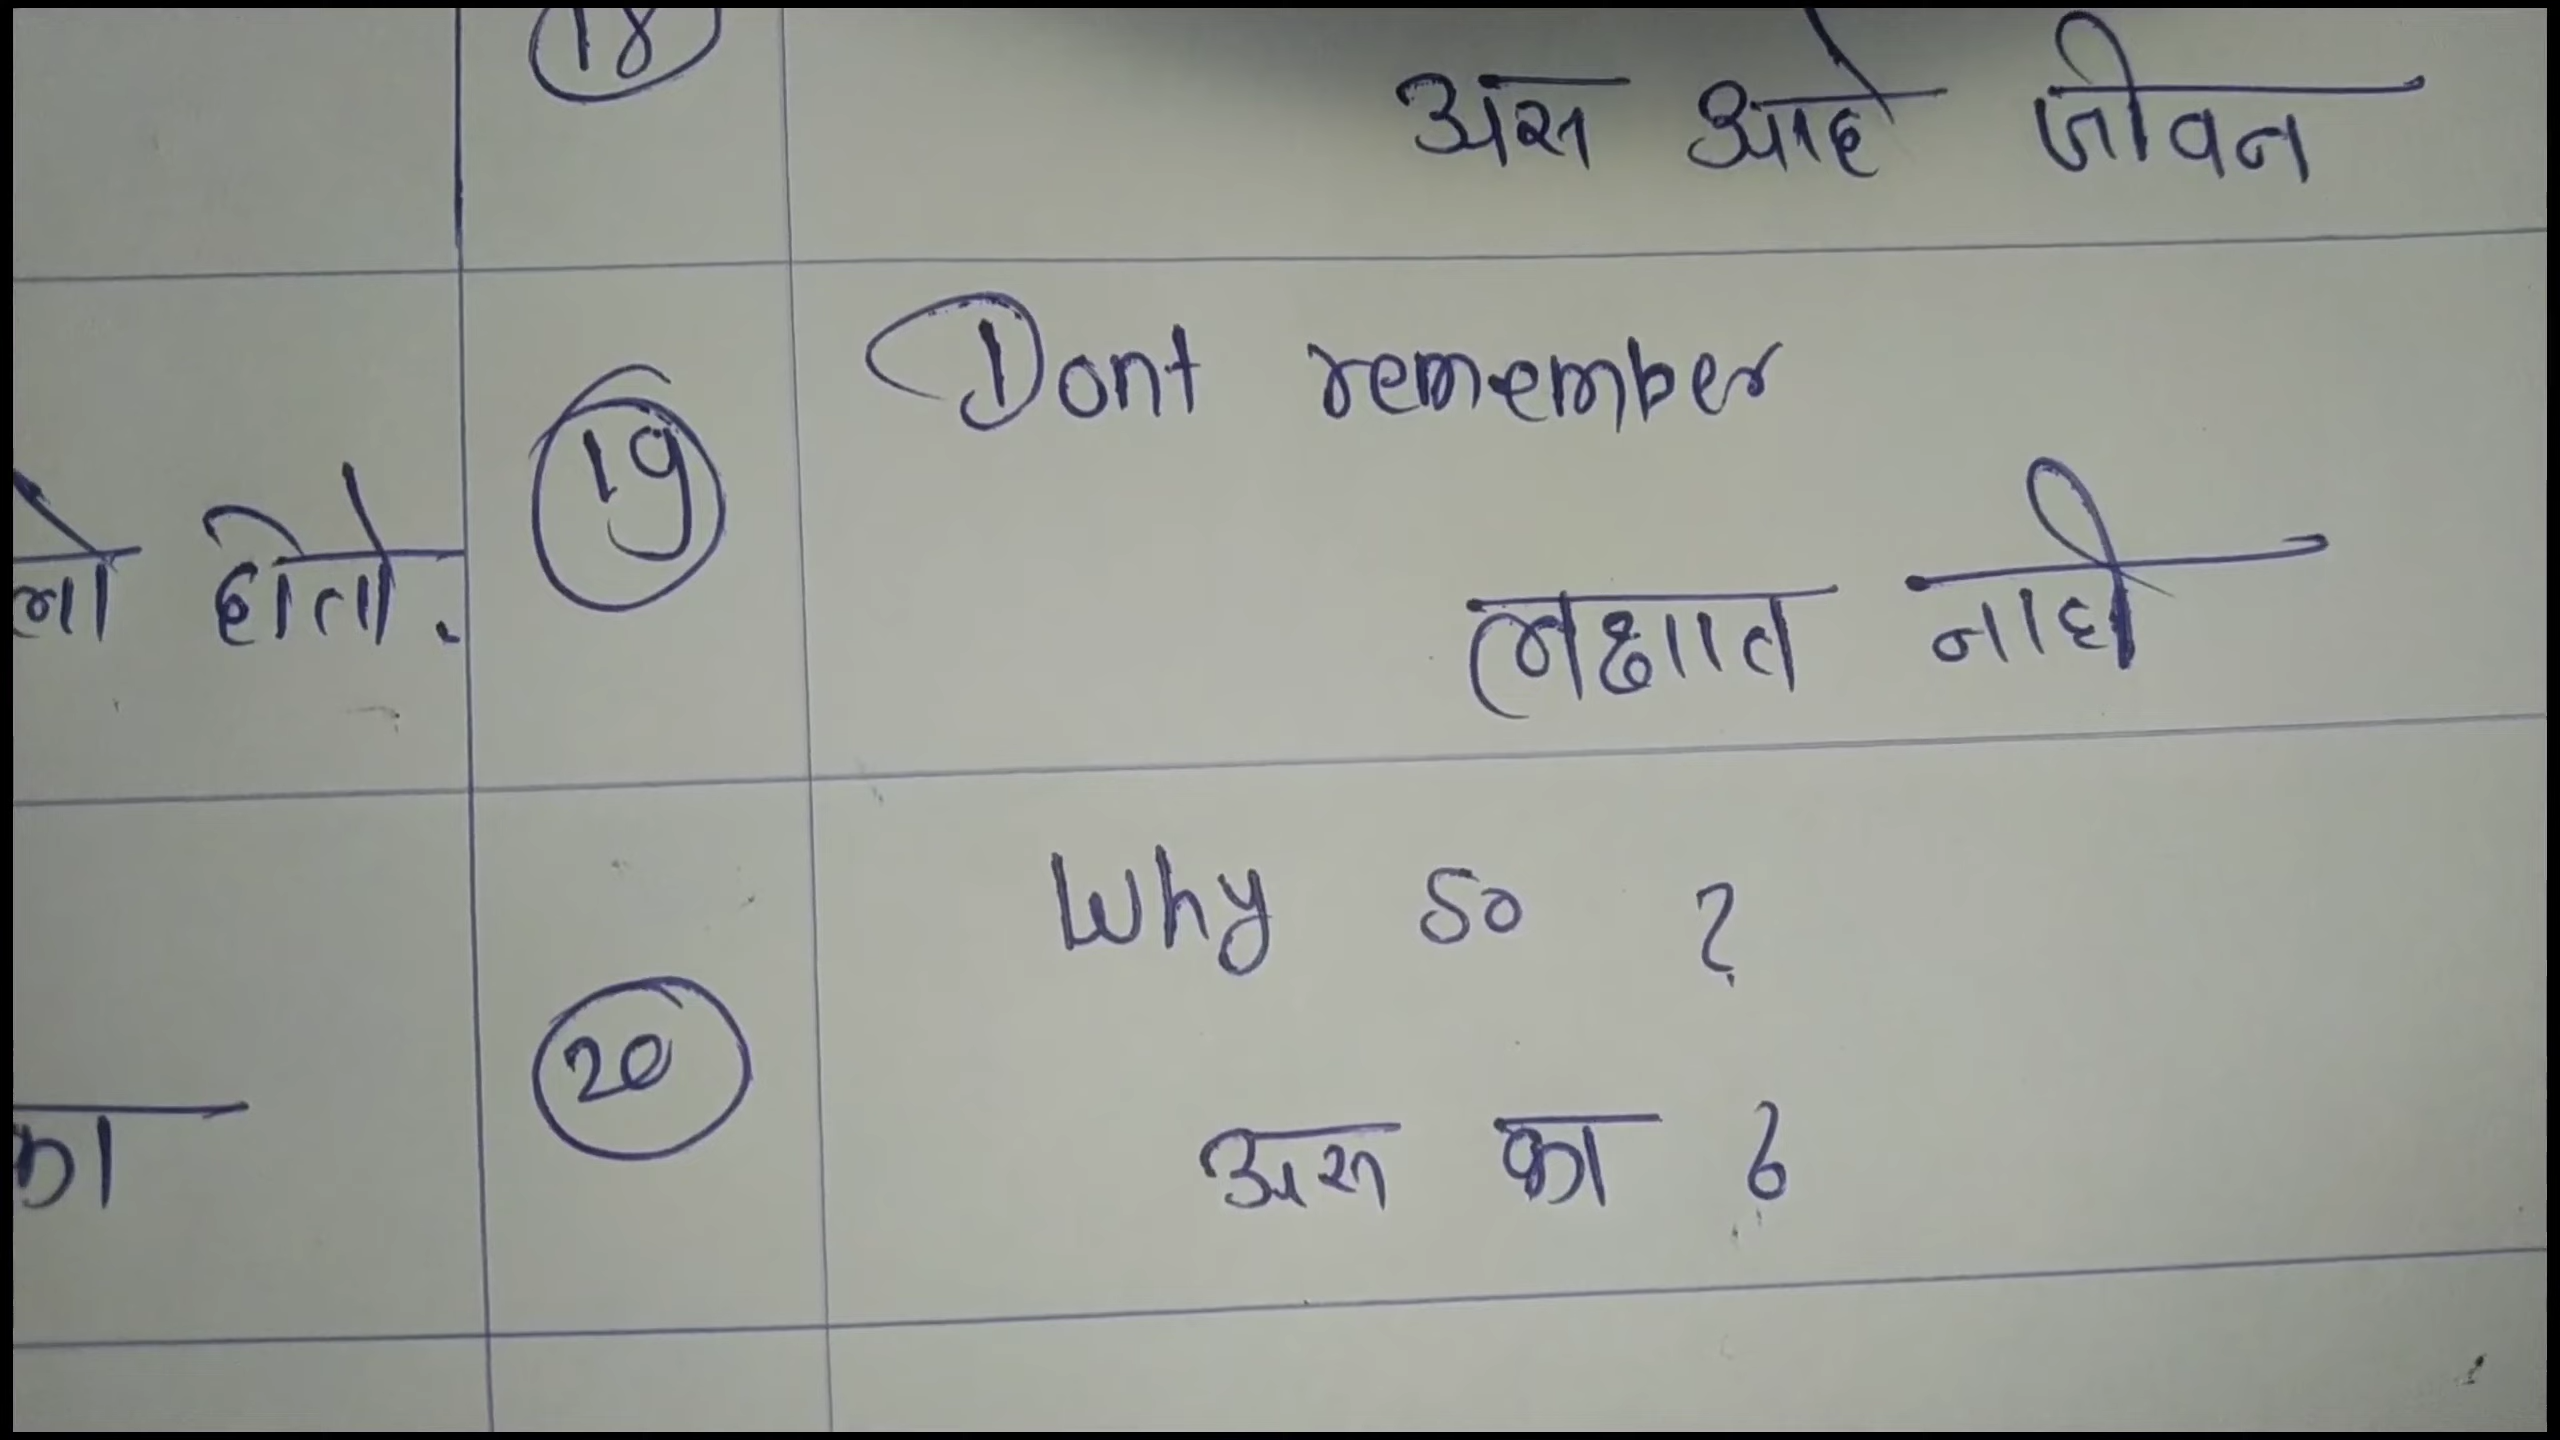 18
अस आहे जीवन
Dont remember
19
लो होतो.
लक्षात नाही
Why so ?
20
का
अस का ?